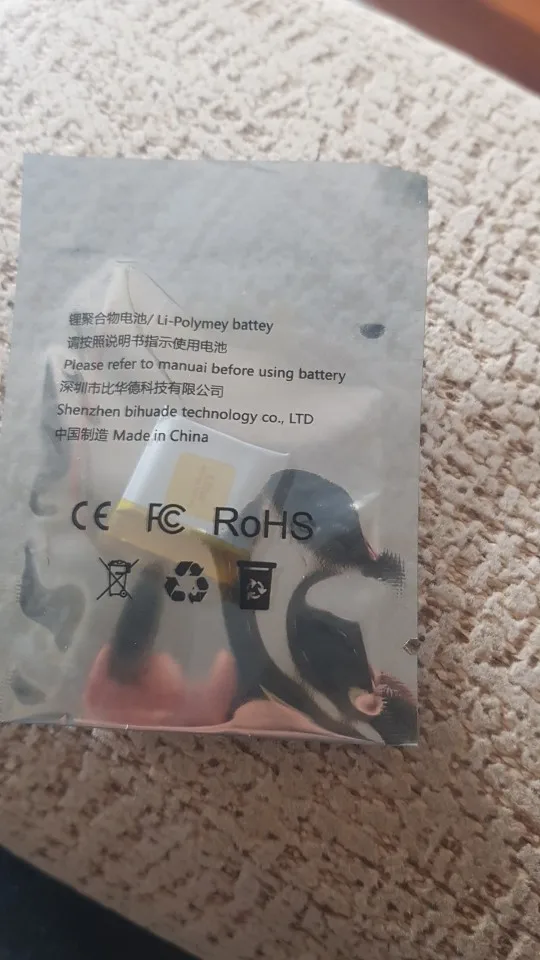 锂聚合物电池/ Li-Polymey battey
请按照说明书指示使用电池
Please refer to manuai before using battery
深圳市比华德科技有限公司
Shenzhen bihuade technology co., LTD
中国制造 Made in China
CE FC RoHS